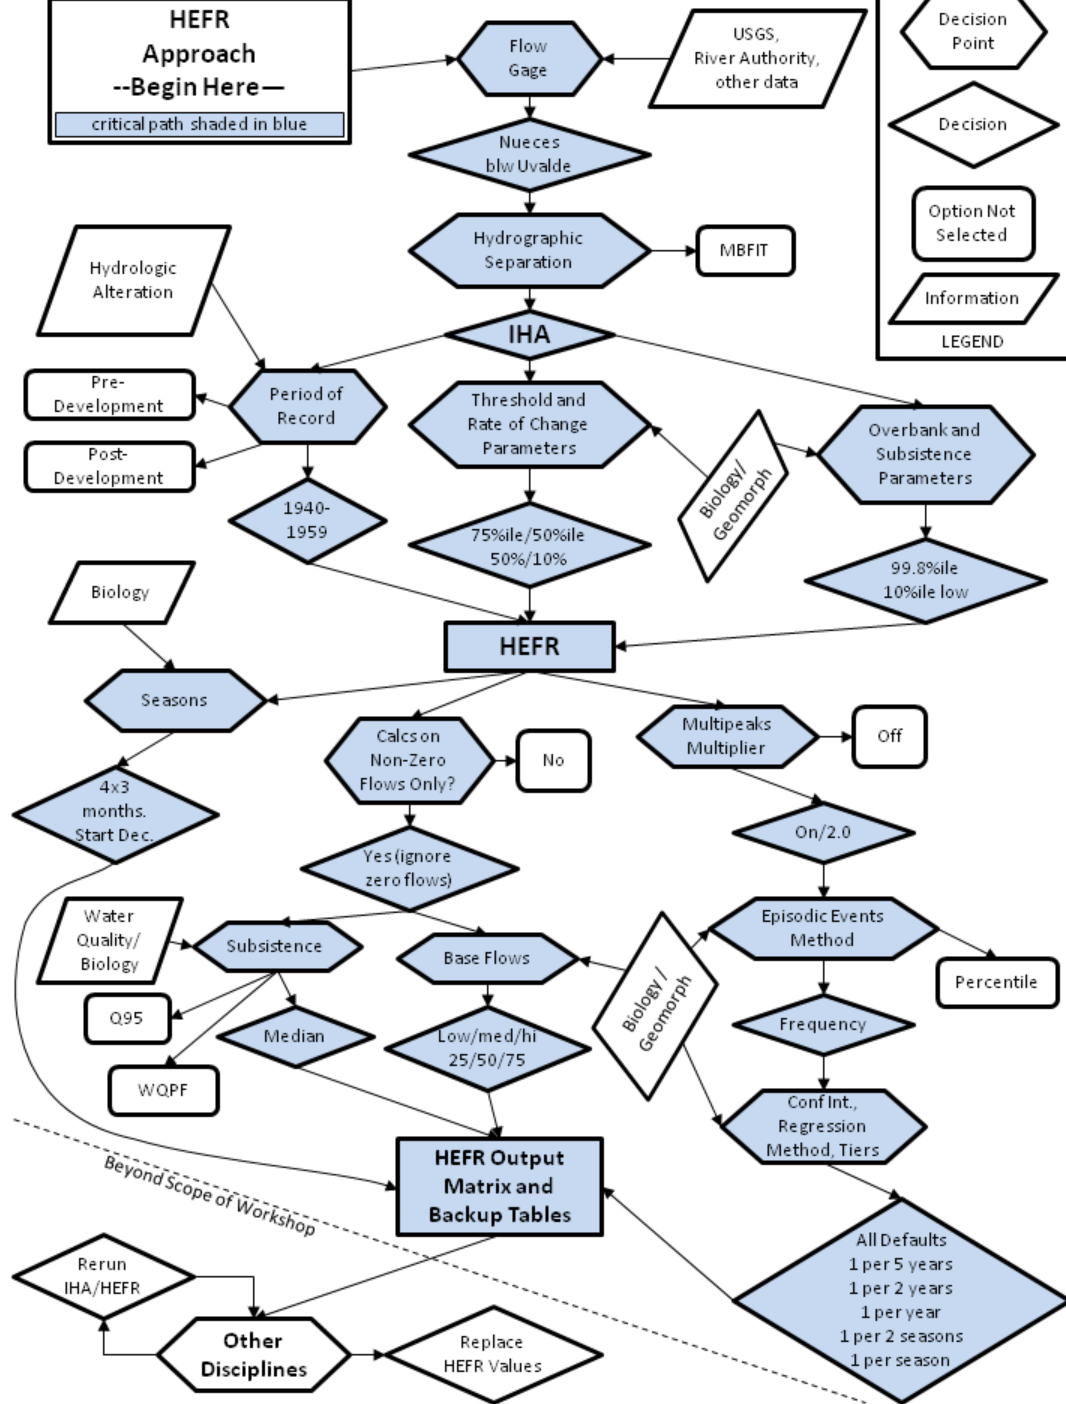 HEFR
Approach
--Begin Here—
critical path shaded in blue
Flow
Gage
USGS,
River Authority,
other data
Decision
Point
Decision
Option Not
Selected
Information
LEGEND
Nueces
blw Uvalde
Hydrographic
Separation
MBFIT
Hydrologic
Alteration
IHA
Pre-
Development
Post-
Development
Period of
Record
Threshold and
Rate of Change
Parameters
Biology/
Geomorph
Overbank and
Subsistence
Parameters
1940-
1959
75%ile/50%ile
50%/10%
99.8%ile
10%ile low
Biology
HEFR
Seasons
Calcs on
Non-Zero
Flows Only?
No
Multipeaks
Multiplier
Off
4x3
months.
Start Dec.
Yes (ignore
zero flows)
On/2.0
Water
Quality/
Biology
Subsistence
Base Flows
Biology /
Geomorph
Episodic Events
Method
Percentile
Q95
Median
Low/med/hi
25/50/75
Frequency
WQPF
Conf Int.,
Regression
Method, Tiers
HEFR Output
Matrix and
Backup Tables
Beyond Scope of Workshop
All Defaults
1 per 5 years
1 per 2 years
1 per year
1 per 2 seasons
1 per season
Rerun
IHA/HEFR
Other
Disciplines
Replace
HEFR Values